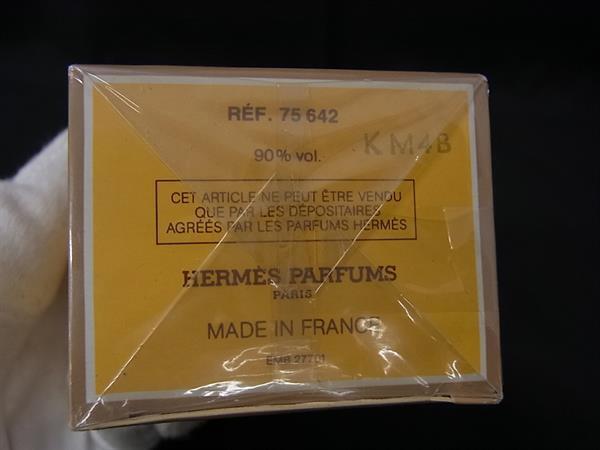 RÉF. 75 642
90% vol.
KM4B
CET ARTICLE NE PEUT ÊTRE VENDU
QUE PAR LES DÉPOSITAIRES
AGRÉÉS PAR LES PARFUMS HERMÈS
HERMÈS PARFUMS
PARIS
MADE IN FRANCE
EMB 27701